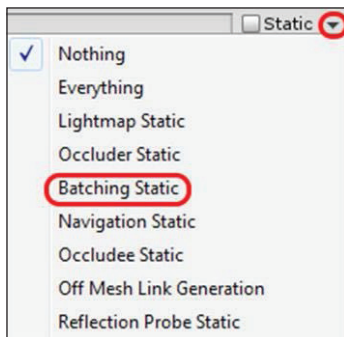 Static
Nothing
Everything
Lightmap Static
Occluder Static
Batching Static
Navigation Static
Occludee Static
Off Mesh Link Generation
Reflection Probe Static